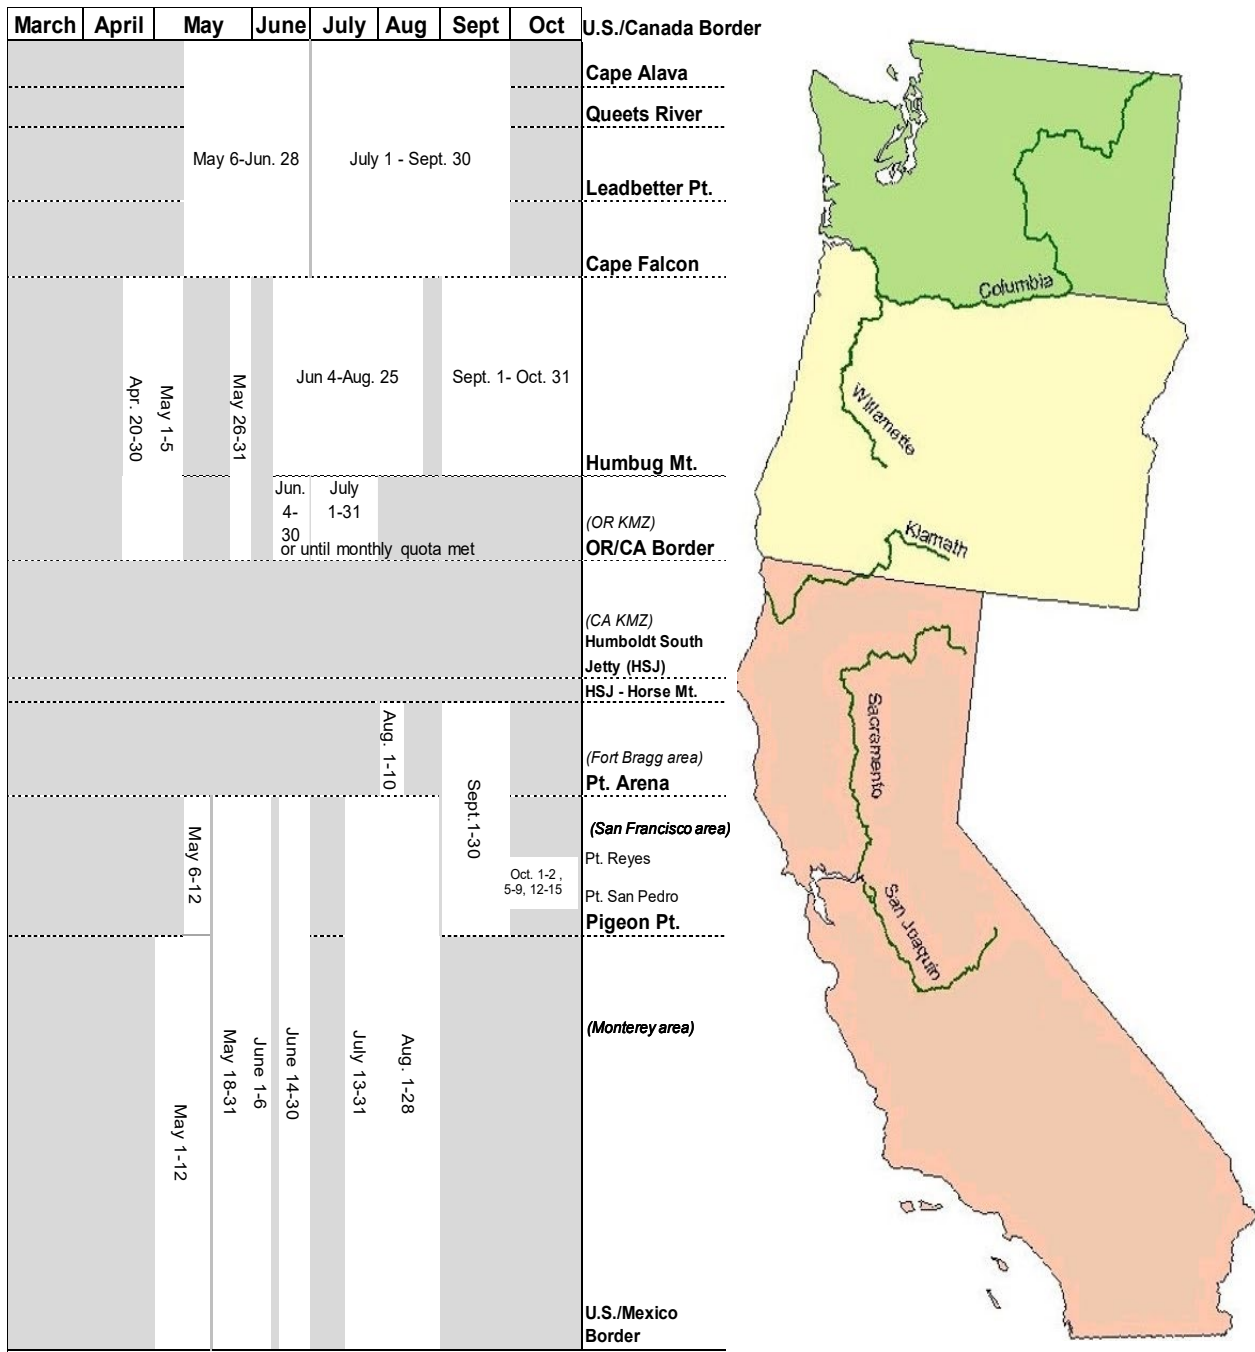 March April May June July Aug Sept Oct U.S./Canada Border
Cape Alava
Queets River
May 6-Jun. 28 July 1 - Sept. 30
Leadbetter Pt.
Cape Falcon
Apr. 20-30
May 1-5
May 26-31
Jun 4-Aug. 25
Sept. 1- Oct. 31
Humbug Mt.
Jun.
4-
30
July
1-31
or until monthly quota met
(OR KMZ)
OR/CA Border
(CA KMZ)
Humboldt South
Jetty (HSJ)
HSJ - Horse Mt.
Aug. 1-10
(Fort Bragg area)
Pt. Arena
Sept.1-30
May 6-12
(San Francisco area)
Pt. Reyes
Oct. 1-2 ,
5-9, 12-15
Pt. San Pedro
Pigeon Pt.
May 1-12
May 18-31
June 1-6
June 14-30
July 13-31
Aug. 1-28
(Monterey area)
U.S./Mexico
Border
Columbia
Willamette
Klamath
Sacramento
San Joaquin